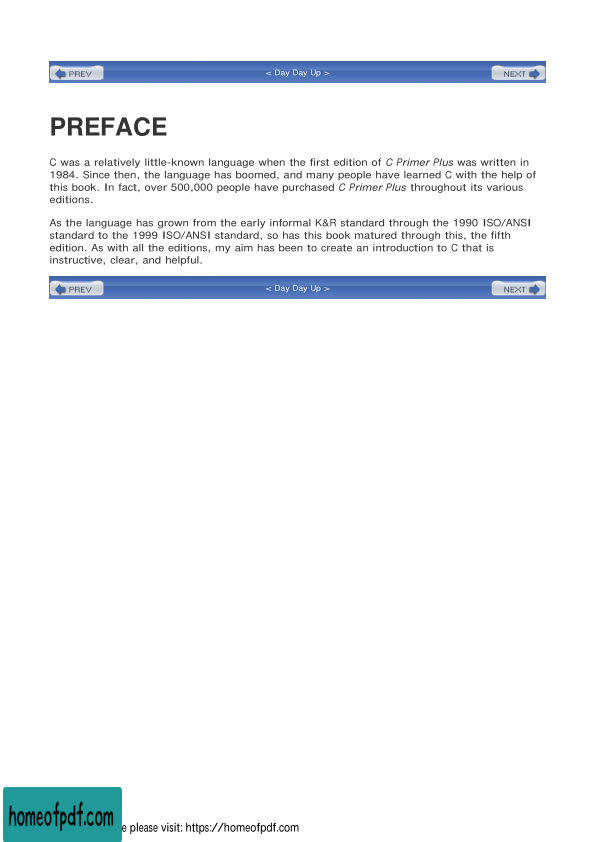 PREV < Day Day Up > NEXT
PREFACE
C was a relatively little-known language when the first edition of C Primer Plus was written in
1984. Since then, the language has boomed, and many people have learned C with the help of
this book. In fact, over 500,000 people have purchased C Primer Plus throughout its various
editions.
As the language has grown from the early informal K&R standard through the 1990 ISO/ANSI
standard to the 1999 ISO/ANSI standard, so has this book matured through this, the fifth
edition. As with all the editions, my aim has been to create an introduction to C that is
instructive, clear, and helpful.
PREV < Day Day Up > NEXT
homeofpdf.com
e please visit: https://homeofpdf.com